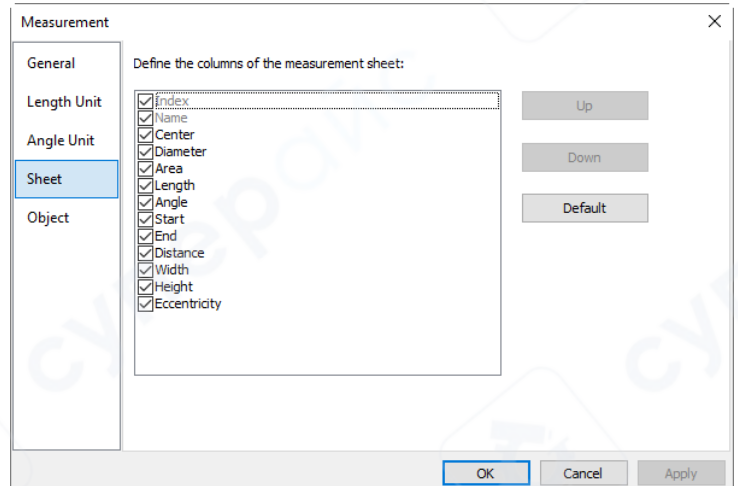 Measurement
General
Length Unit
Angle Unit
Sheet
Object
Define the columns of the measurement sheet:
Index
Name
Center
Diameter
Area
Length
Angle
Start
End
Distance
Width
Height
Eccentricity
Up
Down
Default
OK
Cancel
Apply
суперайс